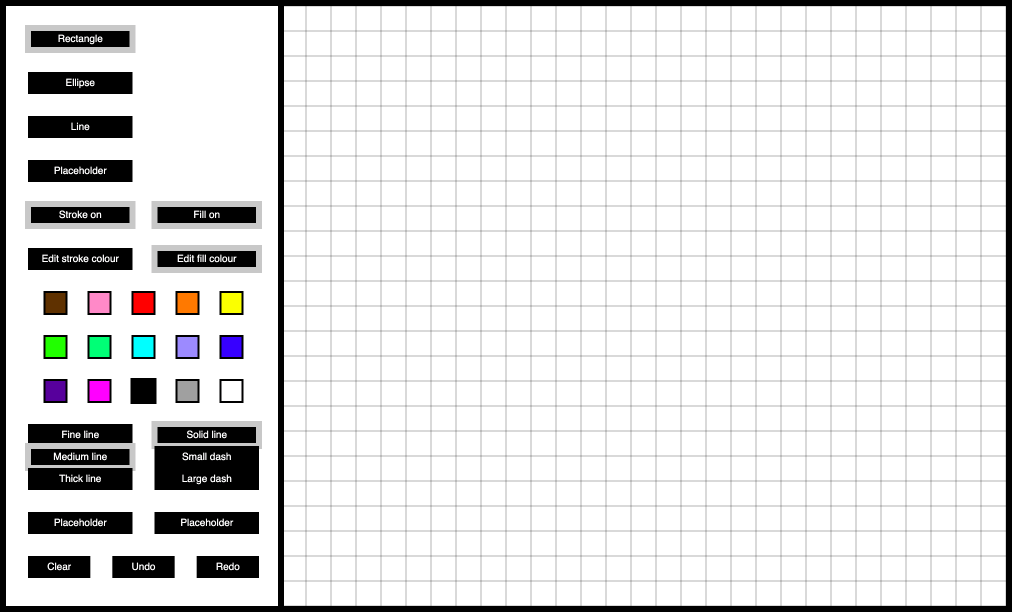 Rectangle
Ellipse
Line
Placeholder
Stroke on Fill on
Edit stroke colour Edit fill colour
Fine line Solid line
Medium line Small dash
Thick line Large dash
Placeholder Placeholder
Clear Undo Redo